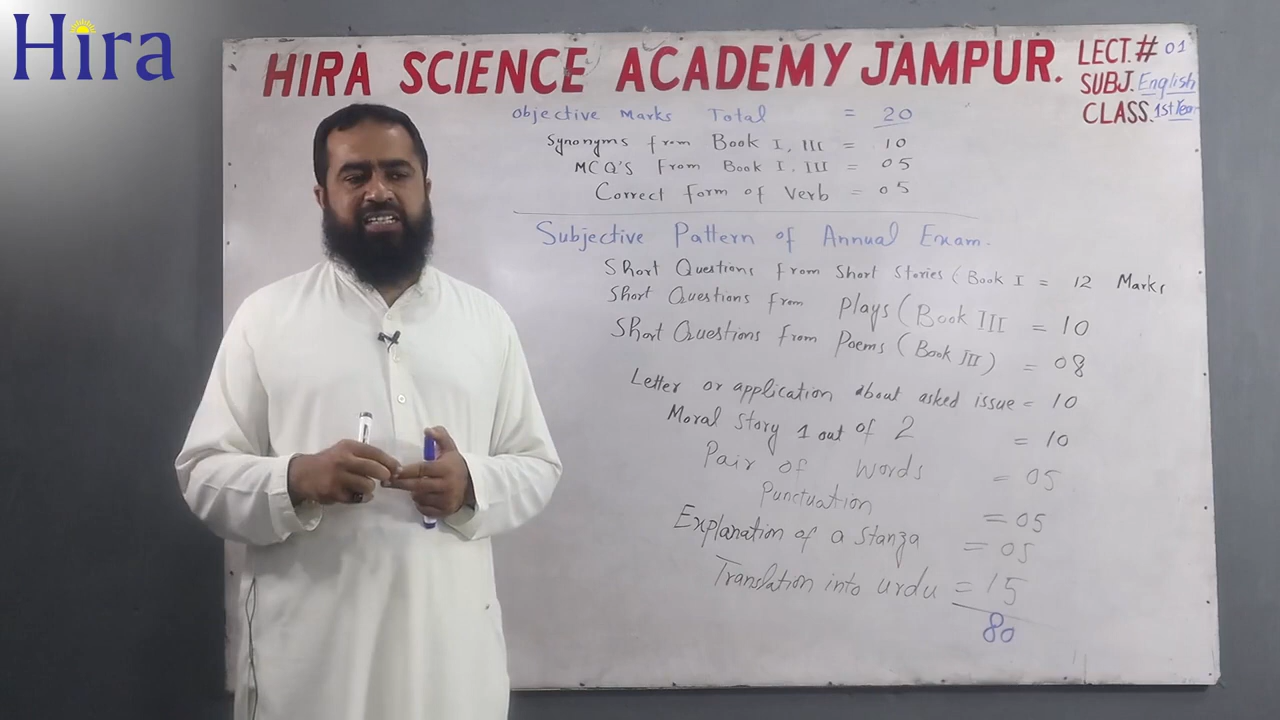 Hira
HIRA SCIENCE ACADEMY JAMPUR.
LECT.# 01
SUBJ. English
CLASS. 1st Year
Objective Marks Total = 20
Synonyms from Book I, III = 10
MCQ'S From Book I, III = 05
Correct form of Verb = 05
Subjective Pattern of Annual Exam.
Short Questions from Short Stories (Book I = 12 Marks
Short Questions from Plays (Book III = 10
Short Questions from Poems (Book III) = 08
Letter or application about asked issue = 10
Moral Story 1 out of 2 = 10
Pair of words = 05
Punctuation = 05
Explanation of a Stanza = 05
Translation into urdu = 15
80